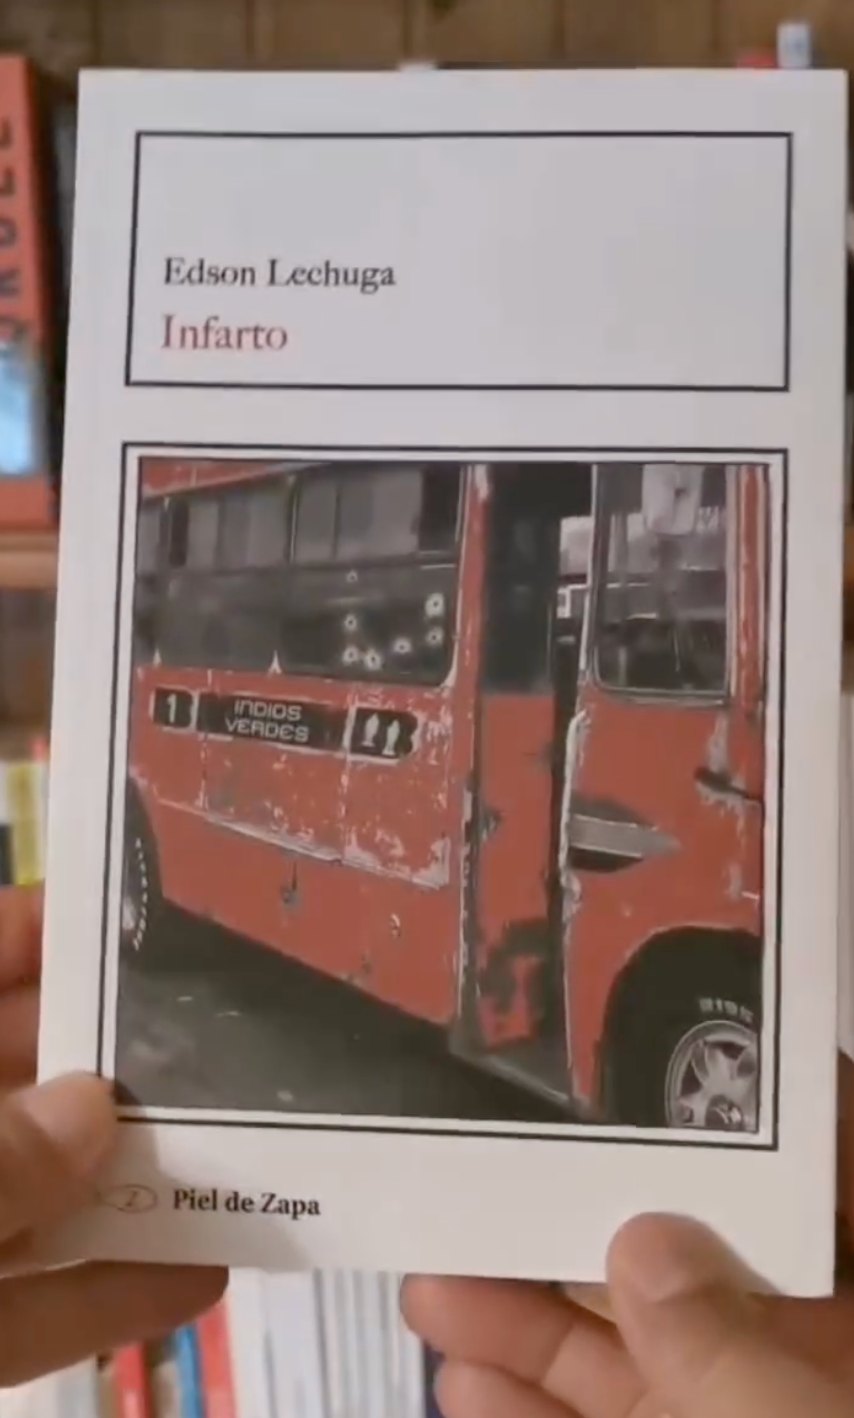 Edson Lechuga
Infarto
1
INDIOS
VERDES
Piel de Zapa